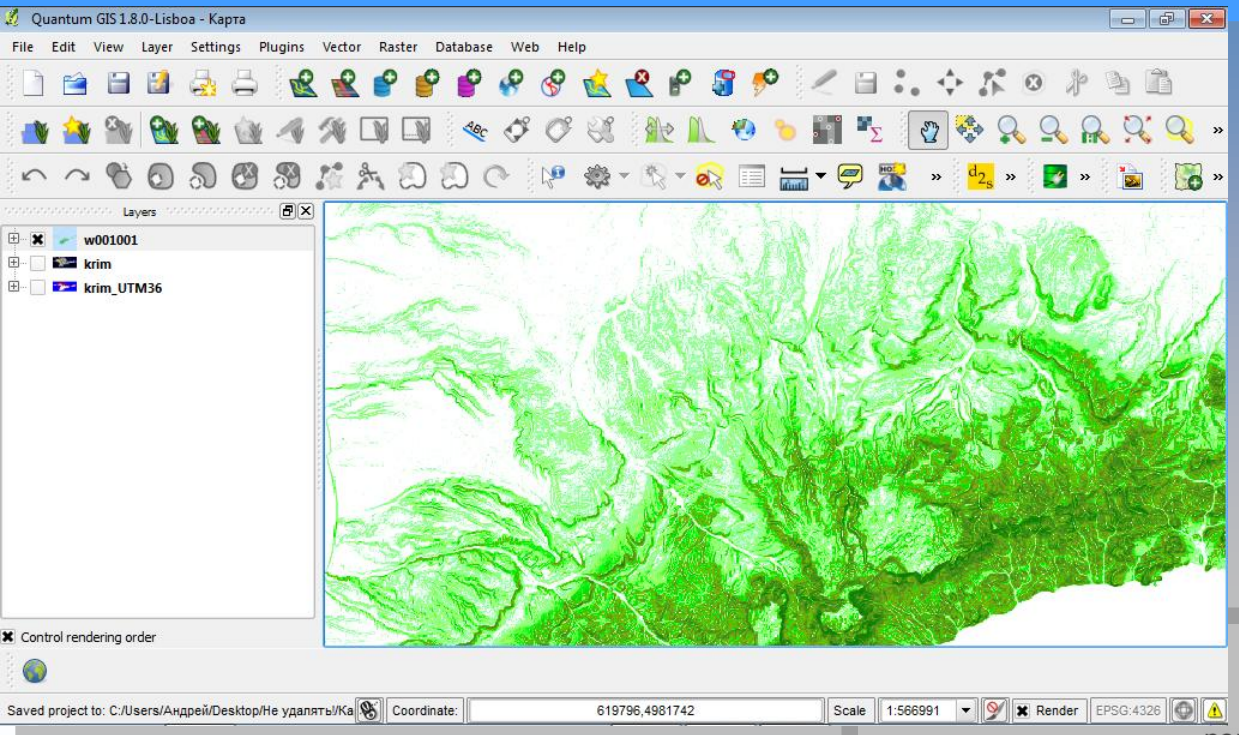 Quantum GIS 1.8.0-Lisboa - Карта
File Edit View Layer Settings Plugins Vector Raster Database Web Help
ABC
d2s
Layers
w001001
krim
krim_UTM36
Control rendering order
Saved project to: C:/Users/Андрей/Desktop/Не удалять!/Ка Coordinate: 619796,4981742 Scale 1:566991 Render EPSG:4326